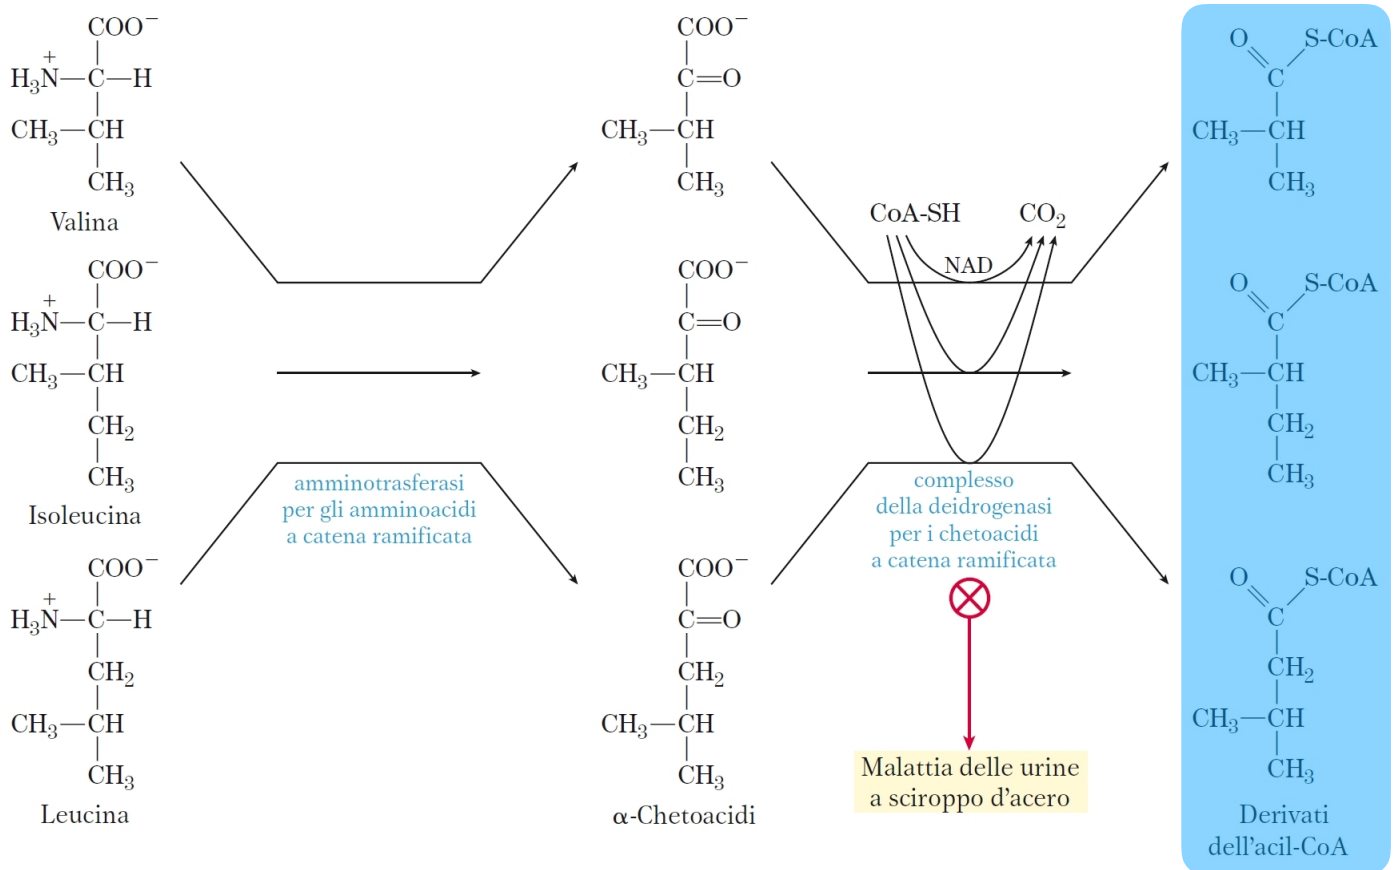 COO⁻
H₃N⁺—C—H
CH₃—CH
CH₃
Valina
COO⁻
H₃N⁺—C—H
CH₃—CH
CH₂
CH₃
Isoleucina
COO⁻
H₃N⁺—C—H
CH₂
CH₃—CH
CH₃
Leucina
amminotrasferasi
per gli amminoacidi
a catena ramificata
COO⁻
C=O
CH₃—CH
CH₃
COO⁻
C=O
CH₃—CH
CH₂
CH₃
COO⁻
C=O
CH₂
CH₃—CH
CH₃
α-Chetoacidi
CoA-SH CO₂
NAD
complesso
della deidrogenasi
per i chetoacidi
a catena ramificata
Malattia delle urine
a sciroppo d’acero
O S-CoA
C
CH₃—CH
CH₃
O S-CoA
C
CH₃—CH
CH₂
CH₃
O S-CoA
C
CH₂
CH₃—CH
CH₃
Derivati
dell’acil-CoA